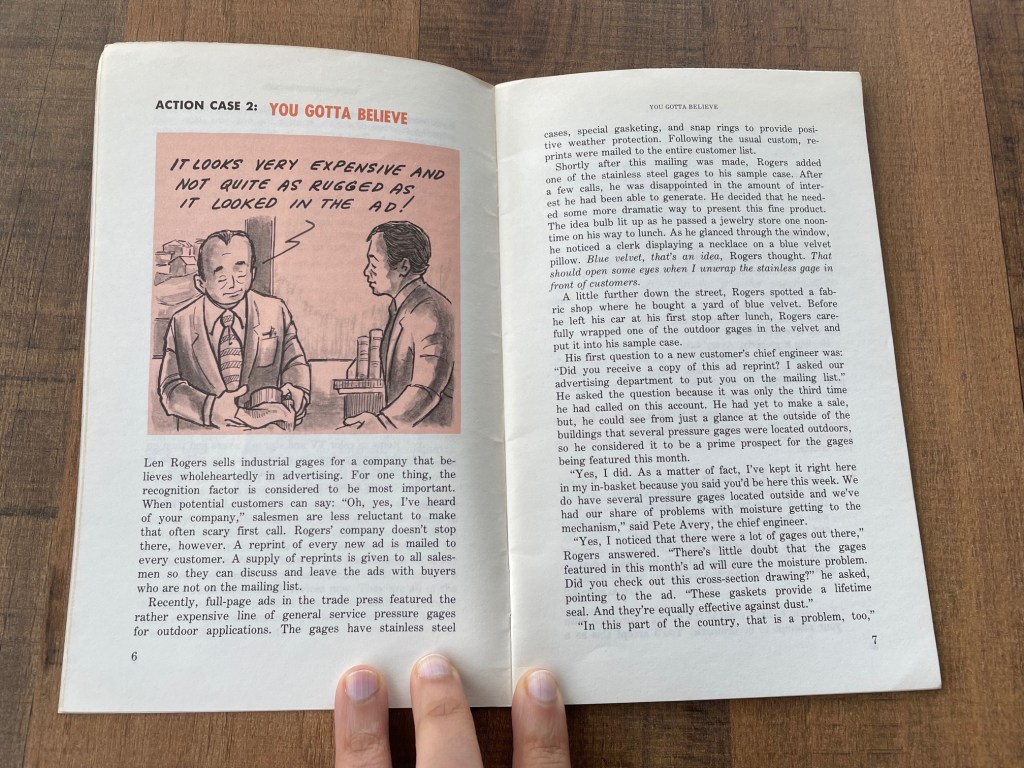 ACTION CASE 2: YOU GOTTA BELIEVE
IT LOOKS VERY EXPENSIVE AND
NOT QUITE AS RUGGED AS
IT LOOKED IN THE AD!
Len Rogers sells industrial gages for a company that be-
lieves wholeheartedly in advertising. For one thing, the
recognition factor is considered to be most important.
When potential customers can say: “Oh, yes, I’ve heard
of your company,” salesmen are less reluctant to make
that often scary first call. Rogers’ company doesn’t stop
there, however. A reprint of every new ad is mailed to
every customer. A supply of reprints is given to all sales-
men so they can discuss and leave the ads with buyers
who are not on the mailing list.
Recently, full-page ads in the trade press featured the
rather expensive line of general service pressure gages
for outdoor applications. The gages have stainless steel
6
YOU GOTTA BELIEVE
cases, special gasketing, and snap rings to provide posi-
tive weather protection. Following the usual custom, re-
prints were mailed to the entire customer list.
Shortly after this mailing was made, Rogers added
one of the stainless steel gages to his sample case. After
a few calls, he was disappointed in the amount of inter-
est he had been able to generate. He decided that he need-
ed some more dramatic way to present this fine product.
The idea bulb lit up as he passed a jewelry store one noon-
time on his way to lunch. As he glanced through the window,
he noticed a clerk displaying a necklace on a blue velvet
pillow. Blue velvet, that’s an idea, Rogers thought. That
should open some eyes when I unwrap the stainless gage in
front of customers.
A little further down the street, Rogers spotted a fab-
ric shop where he bought a yard of blue velvet. Before
he left his car at his first stop after lunch, Rogers care-
fully wrapped one of the outdoor gages in the velvet and
put it into his sample case.
His first question to a new customer’s chief engineer was:
“Did you receive a copy of this ad reprint? I asked our
advertising department to put you on the mailing list.”
He asked the question because it was only the third time
he had called on this account. He had yet to make a sale,
but, he could see from just a glance at the outside of the
buildings that several pressure gages were located outdoors,
so he considered it to be a prime prospect for the gages
being featured this month.
“Yes, I did. As a matter of fact, I’ve kept it right here
in my in-basket because you said you’d be here this week. We
do have several pressure gages located outside and we’ve
had our share of problems with moisture getting to the
mechanism,” said Pete Avery, the chief engineer.
“Yes, I noticed that there were a lot of gages out there,”
Rogers answered. “There’s little doubt that the gages
featured in this month’s ad will cure the moisture problem.
Did you check out this cross-section drawing?” he asked,
pointing to the ad. “These gaskets provide a lifetime
seal. And they’re equally effective against dust.”
“In this part of the country, that is a problem, too,”
7